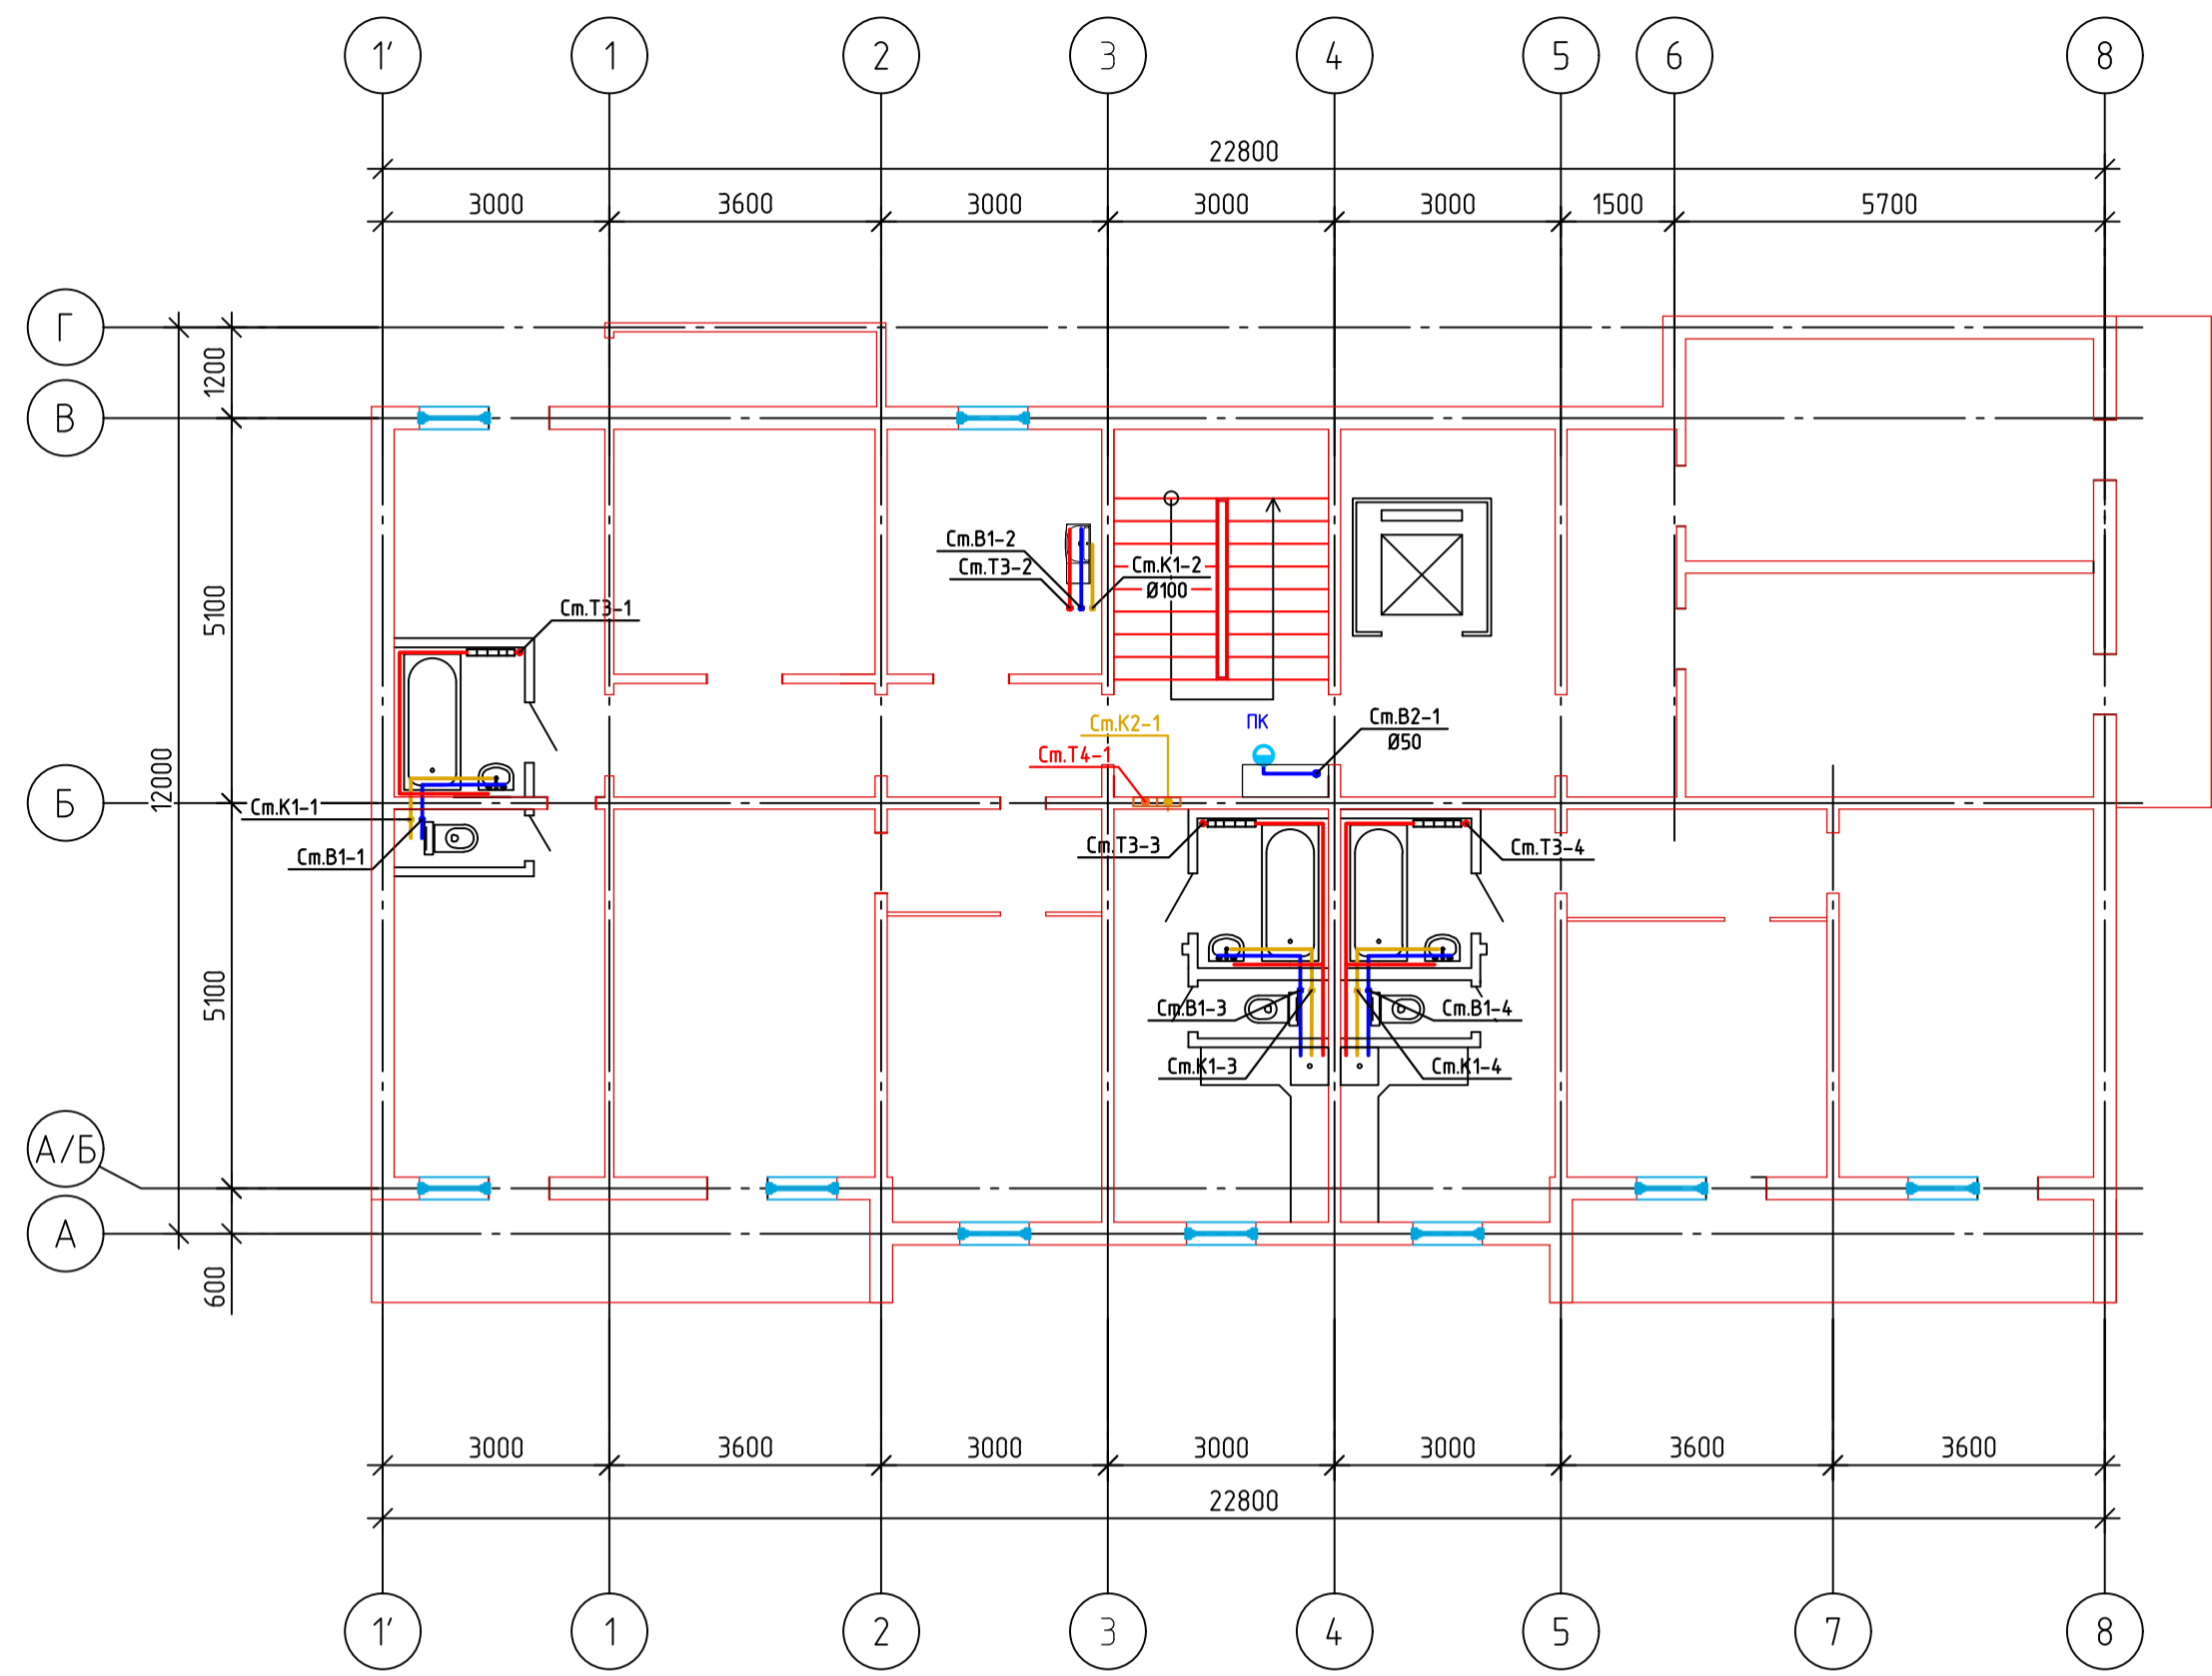 1′ 1 2 3 4 5 6 8
22800
3000 3600 3000 3000 3000 1500 5700
Г
1200
В
Ст.В1-2
Ст.Т3-2
Ст.К1-2
Ø100
5100
Ст.Т3-1
ПК
Ст.В2-1
Ø50
Ст.К2-1
Ст.Т4-1
12000
Б
Ст.К1-1
Ст.В1-1
Ст.Т3-3
Ст.Т3-4
5100
Ст.В1-3
Ст.В1-4
Ст.К1-3
Ст.К1-4
А/Б
А
600
3000 3600 3000 3000 3000 3600 3600
22800
1′ 1 2 3 4 5 7 8